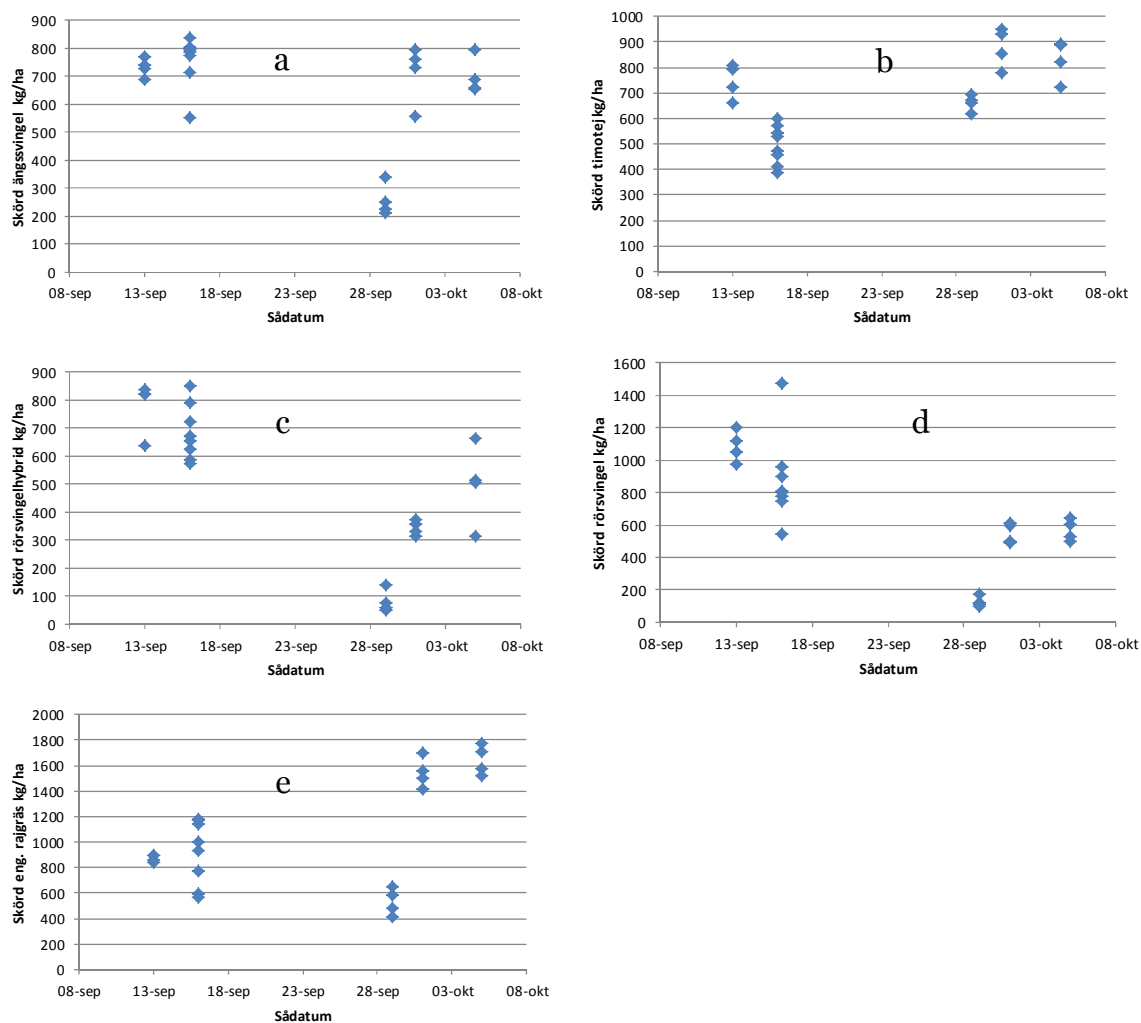 Skörd ängssvingel kg/ha
900
800
700
600
500
400
300
200
100
0
a
08-sep 13-sep 18-sep 23-sep 28-sep 03-okt 08-okt
Sådatum
Skörd timotej kg/ha
1000
900
800
700
600
500
400
300
200
100
0
b
08-sep 13-sep 18-sep 23-sep 28-sep 03-okt 08-okt
Sådatum
Skörd rörsvingelhybrid kg/ha
900
800
700
600
500
400
300
200
100
0
c
08-sep 13-sep 18-sep 23-sep 28-sep 03-okt 08-okt
Sådatum
Skörd rörsvingel kg/ha
1600
1400
1200
1000
800
600
400
200
0
d
08-sep 13-sep 18-sep 23-sep 28-sep 03-okt 08-okt
Sådatum
Skörd eng. rajgräs kg/ha
2000
1800
1600
1400
1200
1000
800
600
400
200
0
e
08-sep 13-sep 18-sep 23-sep 28-sep 03-okt 08-okt
Sådatum